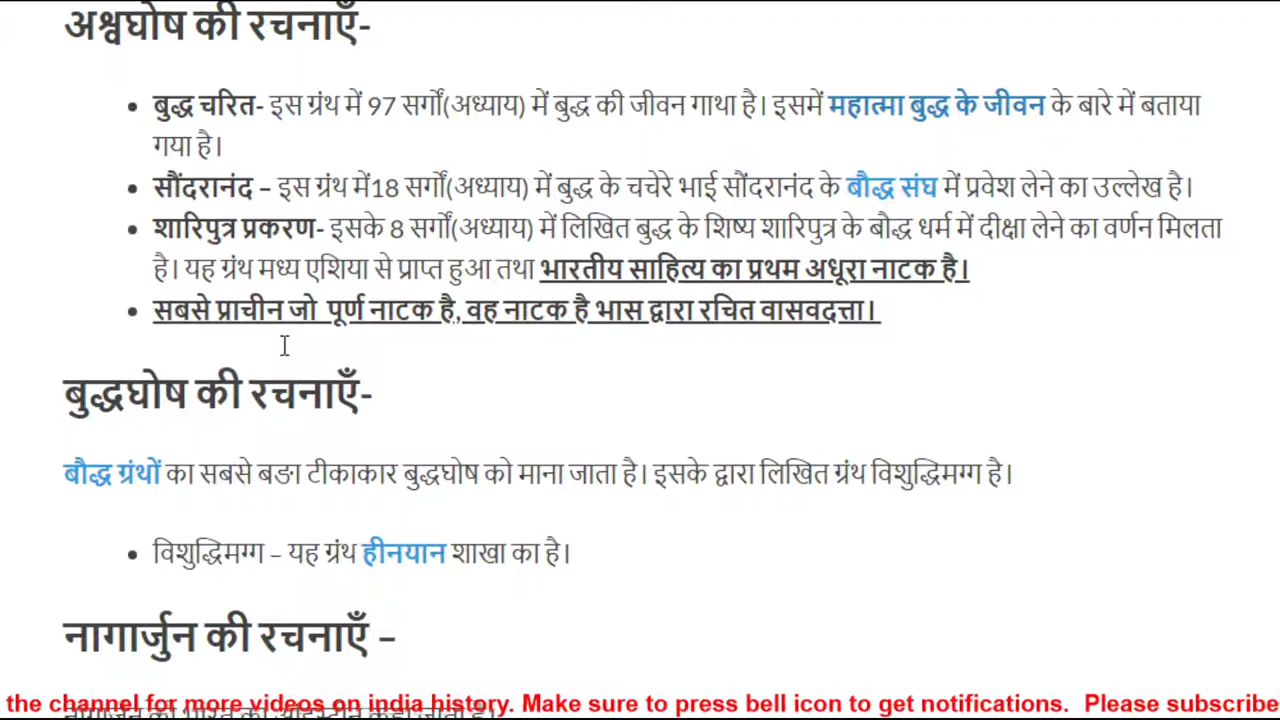 अश्वघोष की रचनाएँ-
बुद्ध चरित- इस ग्रंथ में 97 सर्गों(अध्याय) में बुद्ध की जीवन गाथा है। इसमें महात्मा बुद्ध के जीवन के बारे में बताया
गया है।
सौंदरानंद – इस ग्रंथ में18 सर्गों(अध्याय) में बुद्ध के चचेरे भाई सौंदरानंद के बौद्ध संघ में प्रवेश लेने का उल्लेख है।
शारिपुत्र प्रकरण- इसके 8 सर्गों(अध्याय) में लिखित बुद्ध के शिष्य शारिपुत्र के बौद्ध धर्म में दीक्षा लेने का वर्णन मिलता
है। यह ग्रंथ मध्य एशिया से प्राप्त हुआ तथा भारतीय साहित्य का प्रथम अधूरा नाटक है।
सबसे प्राचीन जो पूर्ण नाटक है, वह नाटक है भास द्वारा रचित वासवदत्ता।
बुद्धघोष की रचनाएँ-
बौद्ध ग्रंथों का सबसे बङा टीकाकार बुद्धघोष को माना जाता है। इसके द्वारा लिखित ग्रंथ विशुद्धिमग्ग है।
विशुद्धिमग्ग – यह ग्रंथ हीनयान शाखा का है।
नागार्जुन की रचनाएँ –
the channel for more videos on india history. Make sure to press bell icon to get notifications. Please subscribe